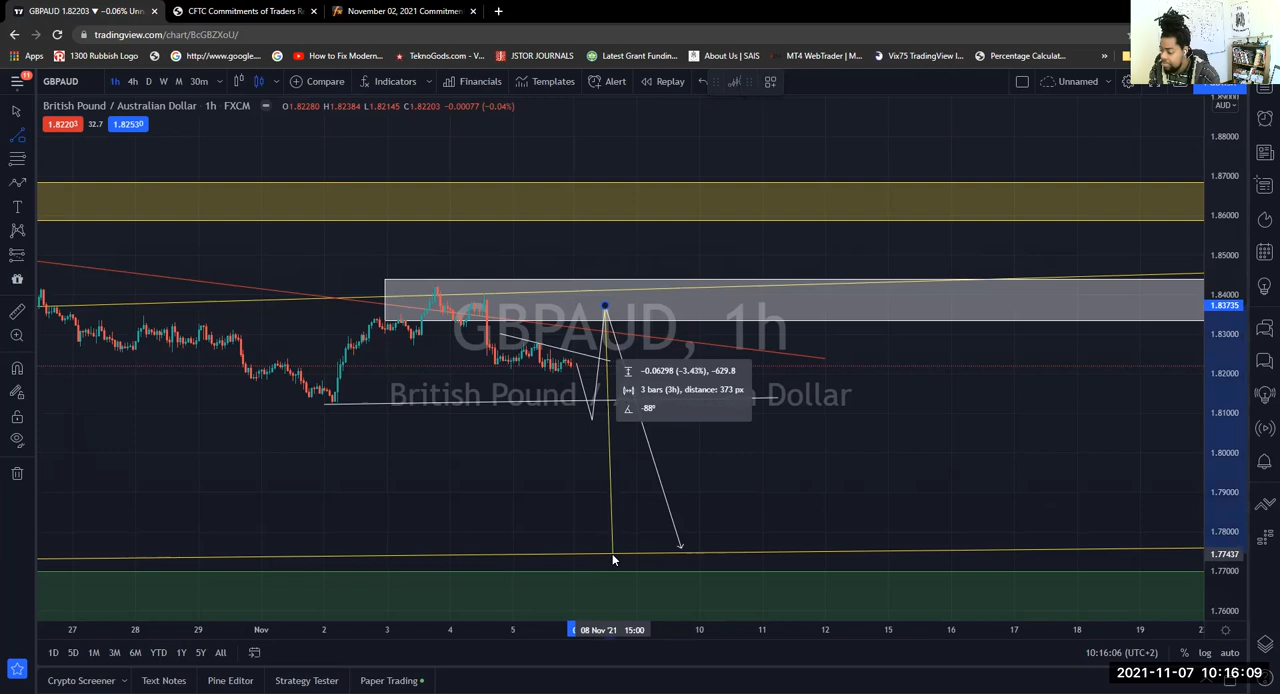 GBPAUD 1.82203 ▼ −0.06% Unn
CFTC Commitments of Traders R
November 02, 2021 Commitmen
tradingview.com/chart/BcGBZXoU/
Apps
1300 Rubbish Logo
http://www.google....
How to Fix Modern...
TeknoGods.com - V...
JSTOR JOURNALS
Latest Grant Fundin...
About Us | SAIS
MT4 WebTrader | M...
Vix75 TradingView I...
Percentage Calculat...
»
11
GBPAUD
1h 4h D W M 30m
Compare
Indicators
Financials
Templates
Alert
Replay
Unnamed
British Pound / Australian Dollar · 1h · FXCM
O1.82280 H1.82384 L1.82145 C1.82203 −0.00077 (−0.04%)
1.82203 32.7 1.82530
AUD
1.88000
1.87000
1.86000
1.85000
1.84000
1.83735
1.83000
1.82000
1.81000
1.80000
1.79000
1.78000
1.77437
1.77000
1.76000
GBPAUD, 1h
British Pound / Australian Dollar
-0.06298 (-3.43%), -629.8
3 bars (3h), distance: 373 px
-88º
27 28 29 Nov 2 3 4 5 08 Nov '21 15:00 10 11 12 15 16 17 18 19
1D 5D 1M 3M 6M YTD 1Y 5Y All
10:16:06 (UTC+2)
% log auto
Crypto Screener
Text Notes
Pine Editor
Strategy Tester
Paper Trading
2021-11-07 10:16:09